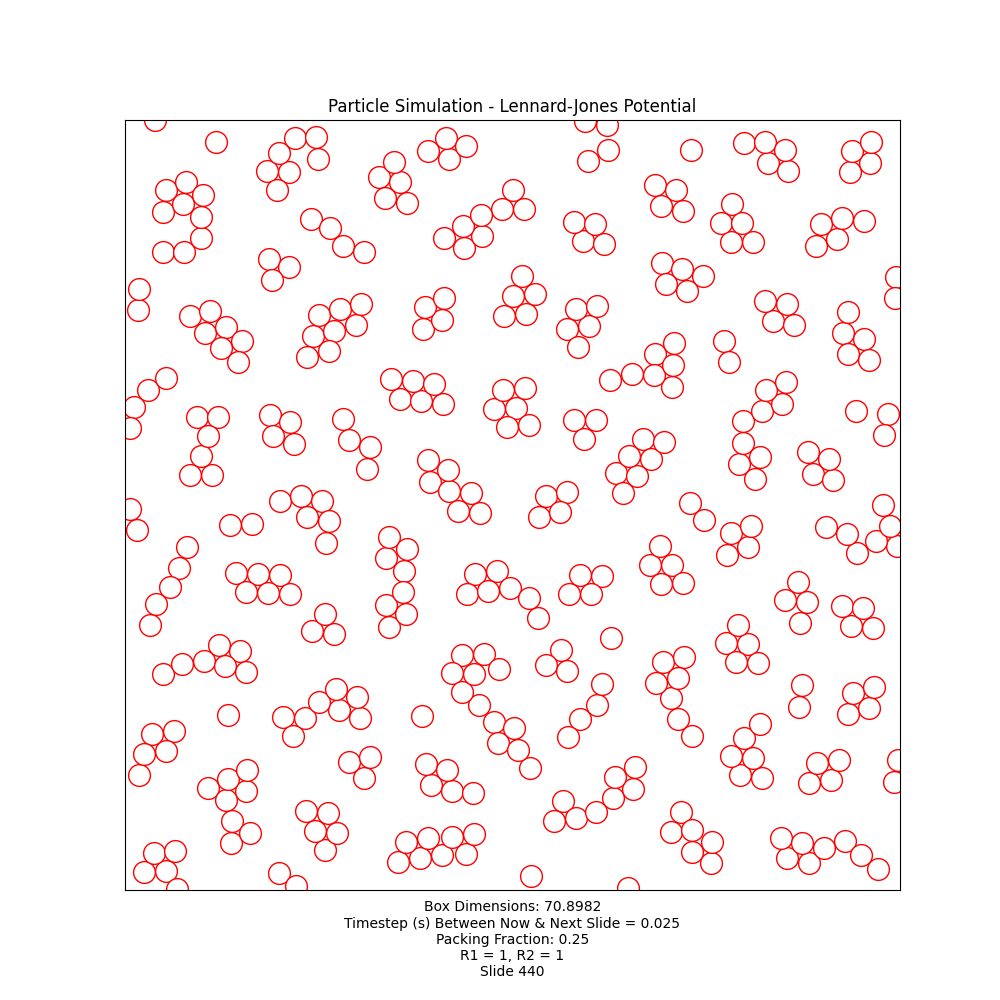 Particle Simulation - Lennard-Jones Potential
Box Dimensions: 70.8982
Timestep (s) Between Now & Next Slide = 0.025
Packing Fraction: 0.25
R1 = 1, R2 = 1
Slide 440